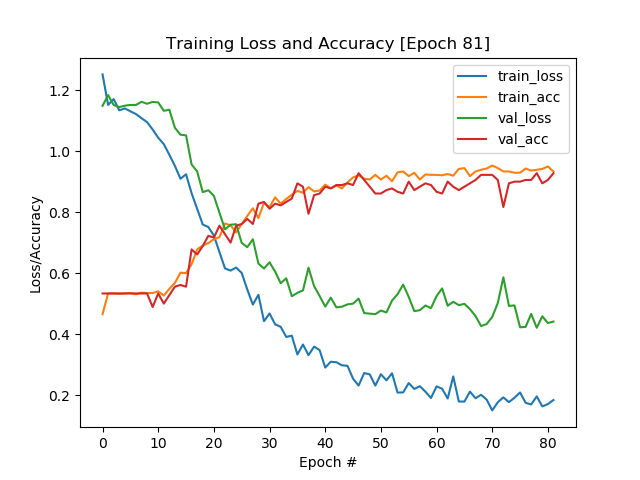 Training Loss and Accuracy [Epoch 81]
train_loss
train_acc
val_loss
val_acc
Loss/Accuracy
1.2
1.0
0.8
0.6
0.4
0.2
0 10 20 30 40 50 60 70 80
Epoch #